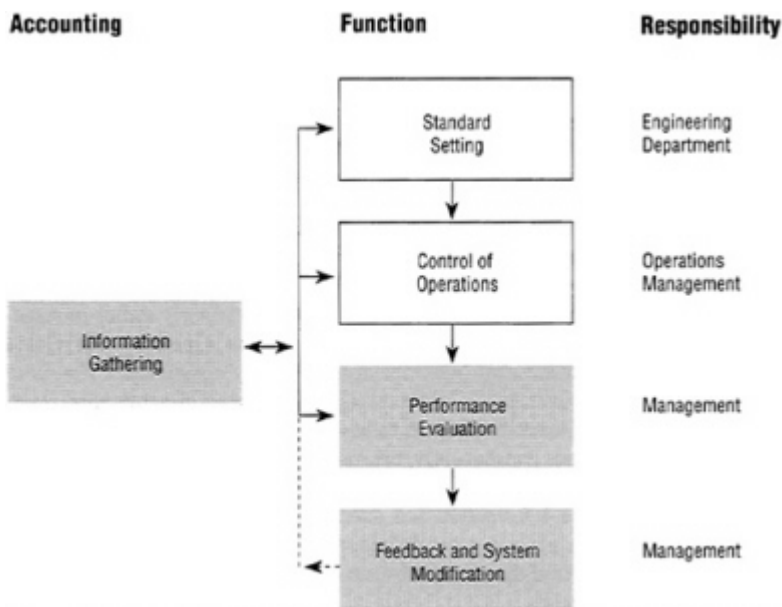 Accounting
Function
Responsibility
Standard
Setting
Engineering
Department
Control of
Operations
Operations
Management
Information
Gathering
Performance
Evaluation
Management
Feedback and System
Modification
Management